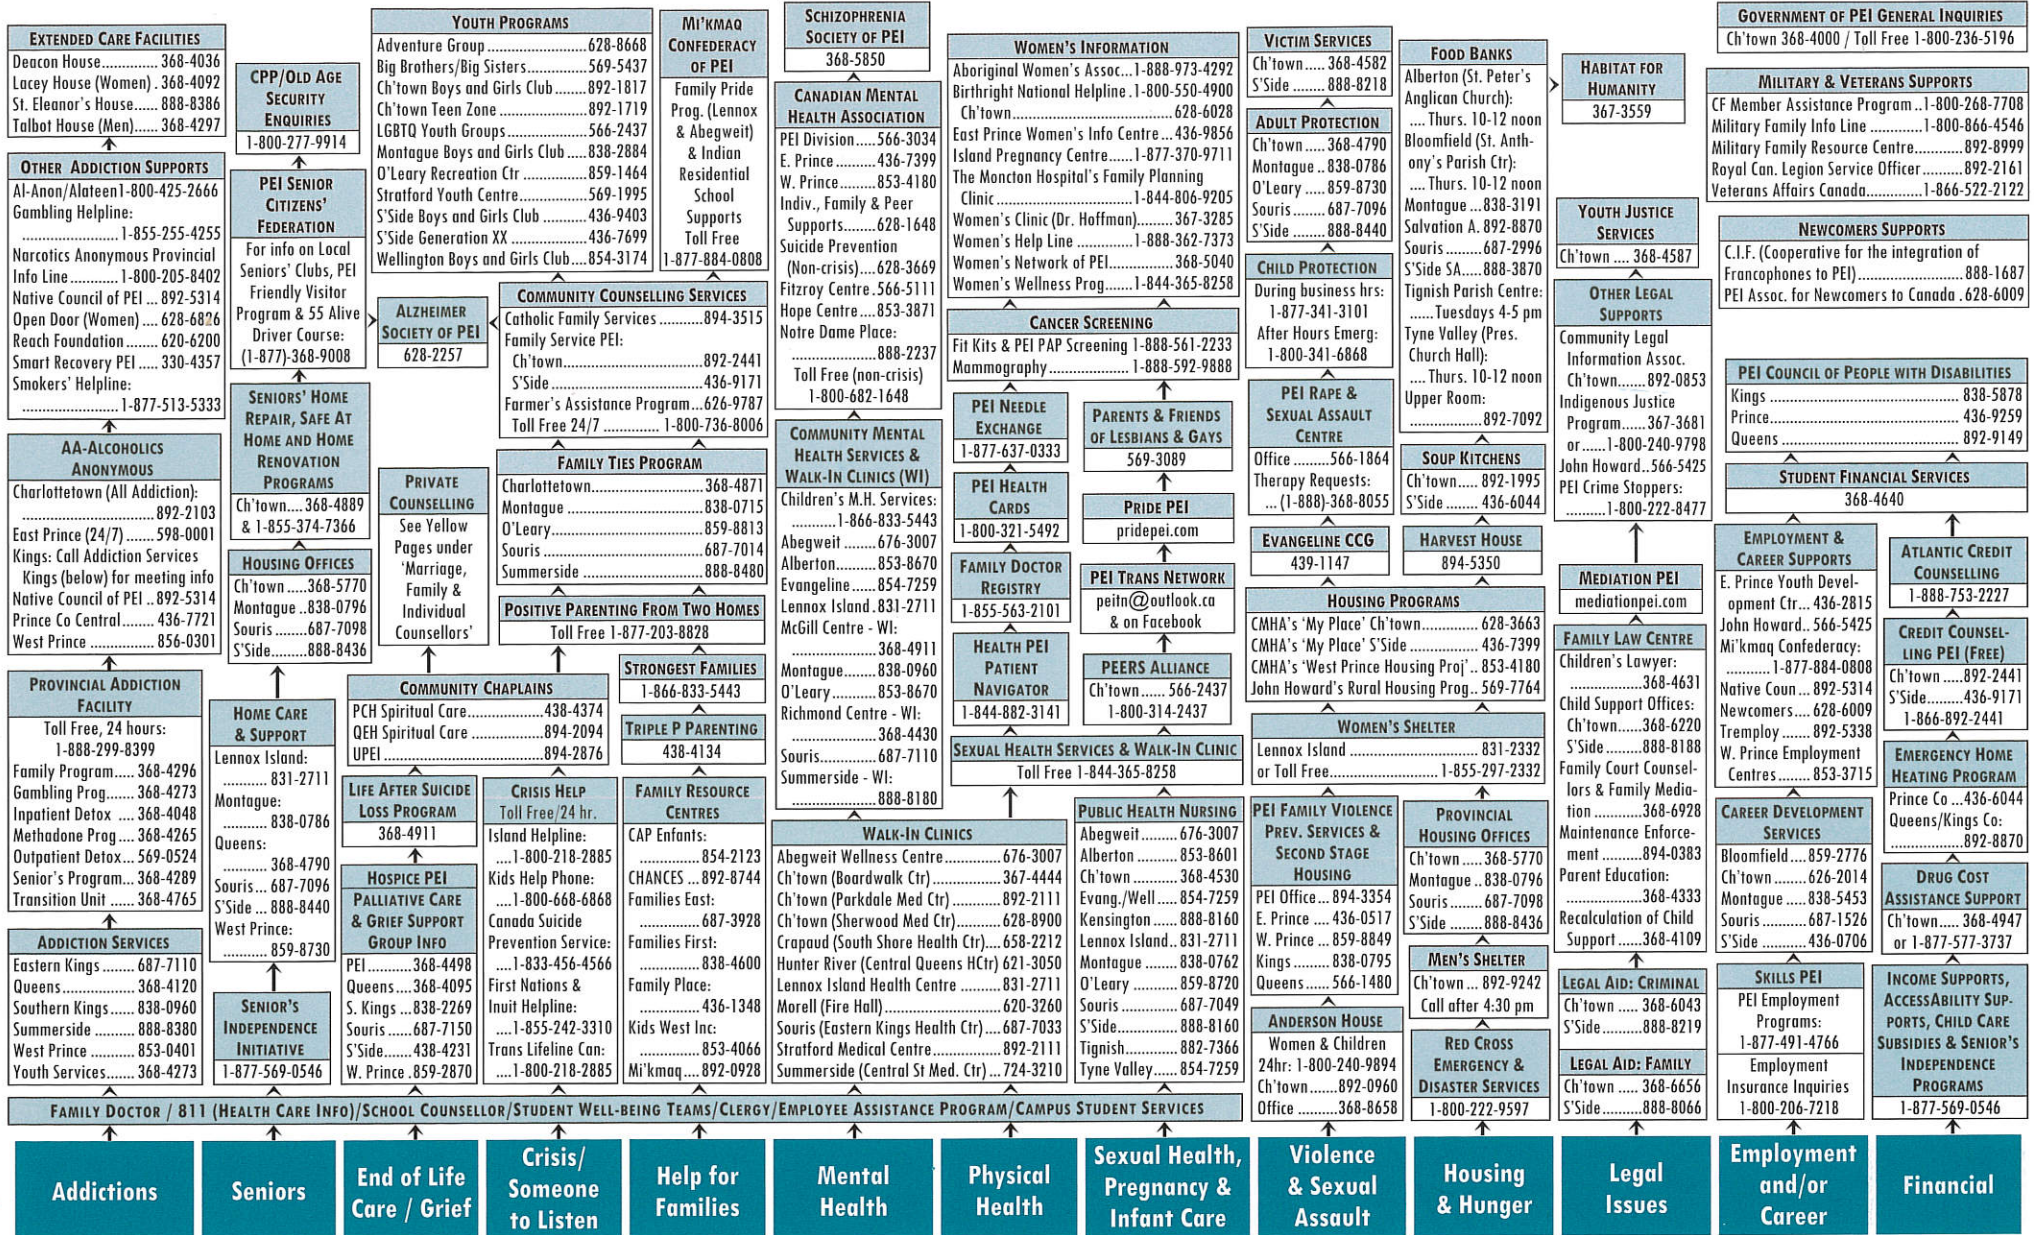 EXTENDED CARE FACILITIES
Deacon House............. 368-4036
Lacey House (Women) . 368-4092
St. Eleanor's House...... 888-8386
Talbot House (Men)...... 368-4297
OTHER ADDICTION SUPPORTS
Al-Anon/Alateen1-800-425-2666
Gambling Helpline:
........................ 1-855-255-4255
Narcotics Anonymous Provincial
Info Line ........... 1-800-205-8402
Native Council of PEI ... 892-5314
Open Door (Women) .... 628-6826
Reach Foundation ........ 620-6200
Smart Recovery PEI ..... 330-4357
Smokers' Helpline:
........................ 1-877-513-5333
AA-ALCOHOLICS
ANONYMOUS
Charlottetown (All Addiction):
................................ 892-2103
East Prince (24/7) ....... 598-0001
Kings: Call Addiction Services
Kings (below) for meeting info
Native Council of PEI .. 892-5314
Prince Co Central........ 436-7721
West Prince ............... 856-0301
PROVINCIAL ADDICTION
FACILITY
Toll Free, 24 hours:
1-888-299-8399
Family Program..... 368-4296
Gambling Prog...... 368-4273
Inpatient Detox .... 368-4048
Methadone Prog .... 368-4265
Outpatient Detox... 569-0524
Senior's Program... 368-4289
Transition Unit ...... 368-4765
ADDICTION SERVICES
Eastern Kings ........ 687-7110
Queens................. 368-4120
Southern Kings...... 838-0960
Summerside ......... 888-8380
West Prince .......... 853-0401
Youth Services....... 368-4273
CPP/OLD AGE
SECURITY
ENQUIRIES
1-800-277-9914
PEI SENIOR
CITIZENS'
FEDERATION
For info on Local
Seniors' Clubs, PEI
Friendly Visitor
Program & 55 Alive
Driver Course:
(1-877)-368-9008
SENIORS' HOME
REPAIR, SAFE AT
HOME AND HOME
RENOVATION
PROGRAMS
Ch'town.... 368-4889
& 1-855-374-7366
HOUSING OFFICES
Ch'town.....368-5770
Montague ..838-0796
Souris........687-7098
S'Side........888-8436
HOME CARE
& SUPPORT
Lennox Island:
.......... 831-2711
Montague:
.......... 838-0786
Queens:
.......... 368-4790
Souris... 687-7096
S'Side ... 888-8440
West Prince:
.......... 859-8730
SENIOR'S
INDEPENDENCE
INITIATIVE
1-877-569-0546
YOUTH PROGRAMS
Adventure Group ....................628-8668
Big Brothers/Big Sisters............569-5437
Ch'town Boys and Girls Club ......892-1817
Ch'town Teen Zone ..................892-1719
LGBTQ Youth Groups................566-2437
Montague Boys and Girls Club ....838-2884
O'Leary Recreation Ctr .............859-1464
Stratford Youth Centre..............569-1995
S'Side Boys and Girls Club ........436-9403
S'Side Generation XX ...............436-7699
Wellington Boys and Girls Club....854-3174
ALZHEIMER
SOCIETY OF PEI
628-2257
COMMUNITY COUNSELLING SERVICES
Catholic Family Services ..........894-3515
Family Service PEI:
Ch'town...........................892-2441
S'Side ............................436-9171
Farmer's Assistance Program...626-9787
Toll Free 24/7 ............. 1-800-736-8006
PRIVATE
COUNSELLING
See Yellow
Pages under
'Marriage,
Family &
Individual
Counsellors'
FAMILY TIES PROGRAM
Charlottetown........................368-4871
Montague .............................838-0715
O'Leary................................859-8813
Souris ..................................687-7014
Summerside ..........................888-8480
POSITIVE PARENTING FROM TWO HOMES
Toll Free 1-877-203-8828
STRONGEST FAMILIES
1-866-833-5443
TRIPLE P PARENTING
438-4134
COMMUNITY CHAPLAINS
PCH Spiritual Care.................438-4374
QEH Spiritual Care .................894-2094
UPEI ...................................894-2876
LIFE AFTER SUICIDE
LOSS PROGRAM
368-4911
HOSPICE PEI
PALLIATIVE CARE
& GRIEF SUPPORT
GROUP INFO
PEI..........368-4498
Queens.....368-4095
S. Kings ...838-2269
Souris.......687-7150
S'Side.......438-4231
W. Prince .859-2870
CRISIS HELP
Toll Free/24 hr.
Island Helpline:
....1-800-218-2885
Kids Help Phone:
....1-800-668-6868
Canada Suicide
Prevention Service:
....1-833-456-4566
First Nations &
Inuit Helpline:
....1-855-242-3310
Trans Lifeline Can:
....1-800-218-2885
FAMILY RESOURCE
CENTRES
CAP Enfants:
.............854-2123
CHANCES ...892-8744
Families East:
.............687-3928
Families First:
.............838-4600
Family Place:
.............436-1348
Kids West Inc:
.............853-4066
Mi'kmaq....892-0928
MI'KMAQ
CONFEDERACY
OF PEI
Family Pride
Prog. (Lennox
& Abegweit)
& Indian
Residential
School
Supports
Toll Free
1-877-884-0808
SCHIZOPHRENIA
SOCIETY OF PEI
368-5850
CANADIAN MENTAL
HEALTH ASSOCIATION
PEI Division.....566-3034
E. Prince.........436-7399
W. Prince........853-4180
Indiv., Family & Peer
Supports.......628-1648
Suicide Prevention
(Non-crisis)....628-3669
Fitzroy Centre .566-5111
Hope Centre....853-3871
Notre Dame Place:
....................888-2237
Toll Free (non-crisis)
1-800-682-1648
COMMUNITY MENTAL
HEALTH SERVICES &
WALK-IN CLINICS (WI)
Children's M.H. Services:
...........1-866-833-5443
Abegweit ........676-3007
Alberton..........853-8670
Evangeline.......854-7259
Lennox Island.831-2711
McGill Centre - WI:
....................368-4911
Montague........838-0960
O'Leary...........853-8670
Richmond Centre - WI:
....................368-4430
Souris.............687-7110
Summerside - WI:
....................888-8180
WALK-IN CLINICS
Abegweit Wellness Centre.............676-3007
Ch'town (Boardwalk Ctr)...............367-4444
Ch'town (Parkdale Med Ctr)..........892-2111
Ch'town (Sherwood Med Ctr).........628-8900
Crapaud (South Shore Health Ctr)....658-2212
Hunter River (Central Queens HCtr) 621-3050
Lennox Island Health Centre .........831-2711
Morell (Fire Hall)........................620-3260
Souris (Eastern Kings Health Ctr)....687-7033
Stratford Medical Centre...............892-2111
Summerside (Central St Med. Ctr)...724-3210
WOMEN'S INFORMATION
Aboriginal Women's Assoc...1-888-973-4292
Birthright National Helpline .1-800-550-4900
Ch'town................................628-6028
East Prince Women's Info Centre ...436-9856
Island Pregnancy Centre......1-877-370-9711
The Moncton Hospital's Family Planning
Clinic .........................1-844-806-9205
Women's Clinic (Dr. Hoffman)........367-3285
Women's Help Line ............1-888-362-7373
Women's Network of PEI.............368-5040
Women's Wellness Prog......1-844-365-8258
CANCER SCREENING
Fit Kits & PEI PAP Screening 1-888-561-2233
Mammography .................1-888-592-9888
PEI NEEDLE
EXCHANGE
1-877-637-0333
PEI HEALTH
CARDS
1-800-321-5492
FAMILY DOCTOR
REGISTRY
1-855-563-2101
HEALTH PEI
PATIENT
NAVIGATOR
1-844-882-3141
PARENTS & FRIENDS
OF LESBIANS & GAYS
569-3089
PRIDE PEI
pridepei.com
PEI TRANS NETWORK
peitn@outlook.ca
& on Facebook
PEERS ALLIANCE
Ch'town ...... 566-2437
1-800-314-2437
SEXUAL HEALTH SERVICES & WALK-IN CLINIC
Toll Free 1-844-365-8258
PUBLIC HEALTH NURSING
Abegweit......... 676-3007
Alberton .......... 853-8601
Ch'town ........... 368-4530
Evang./Well..... 854-7259
Kensington ....... 888-8160
Lennox Island.. 831-2711
Montague ........ 838-0762
O'Leary ........... 859-8720
Souris ............. 687-7049
S'Side.............. 888-8160
Tignish............. 882-7366
Tyne Valley...... 854-7259
VICTIM SERVICES
Ch'town ..... 368-4582
S'Side ........ 888-8218
ADULT PROTECTION
Ch'town....... 368-4790
Montague .. 838-0786
O'Leary ..... 859-8730
Souris ........ 687-7096
S'Side ........ 888-8440
CHILD PROTECTION
During business hrs:
1-877-341-3101
After Hours Emerg:
1-800-341-6868
PEI RAPE &
SEXUAL ASSAULT
CENTRE
Office .........566-1864
Therapy Requests:
... (1-888)-368-8055
EVANGELINE CCG
439-1147
HOUSING PROGRAMS
CMHA's 'My Place' Ch'town...........628-3663
CMHA's 'My Place' S'Side .............436-7399
CMHA's 'West Prince Housing Proj' ..853-4180
John Howard's Rural Housing Prog.. 569-7764
WOMEN'S SHELTER
Lennox Island ......................... 831-2332
or Toll Free.....................1-855-297-2332
PEI FAMILY VIOLENCE
PREV. SERVICES &
SECOND STAGE
HOUSING
PEI Office... 894-3354
E. Prince .... 436-0517
W. Prince ... 859-8849
Kings ......... 838-0795
Queens ...... 566-1480
ANDERSON HOUSE
Women & Children
24hr: 1-800-240-9894
Ch'town.......892-0960
Office ..........368-8658
FOOD BANKS
Alberton (St. Peter's
Anglican Church):
.... Thurs. 10-12 noon
Bloomfield (St. Anth-
ony's Parish Ctr):
.... Thurs. 10-12 noon
Montague ....838-3191
Salvation A. 892-8870
Souris .........687-2996
S'Side SA.....888-3870
Tignish Parish Centre:
......Tuesdays 4-5 pm
Tyne Valley (Pres.
Church Hall):
.... Thurs. 10-12 noon
Upper Room:
..................892-7092
SOUP KITCHENS
Ch'town ...... 892-1995
S'Side ......... 436-6044
HARVEST HOUSE
894-5350
PROVINCIAL
HOUSING OFFICES
Ch'town ..... 368-5770
Montague .. 838-0796
Souris ........ 687-7098
S'Side ........ 888-8436
MEN'S SHELTER
Ch'town ... 892-9242
Call after 4:30 pm
RED CROSS
EMERGENCY &
DISASTER SERVICES
1-800-222-9597
HABITAT FOR
HUMANITY
367-3559
YOUTH JUSTICE
SERVICES
Ch'town .... 368-4587
OTHER LEGAL
SUPPORTS
Community Legal
Information Assoc.
Ch'town.......892-0853
Indigenous Justice
Program......367-3681
or .....1-800-240-9798
John Howard..566-5425
PEI Crime Stoppers:
.........1-800-222-8477
MEDIATION PEI
mediationpei.com
FAMILY LAW CENTRE
Children's Lawyer:
................368-4631
Child Support Offices:
Ch'town......368-6220
S'Side ........888-8188
Family Court Counsel-
lors & Family Media-
tion ............368-6928
Maintenance Enforce-
ment ..........894-0383
Parent Education:
................368-4333
Recalculation of Child
Support......368-4109
LEGAL AID: CRIMINAL
Ch'town ...... 368-6043
S'Side..........888-8219
LEGAL AID: FAMILY
Ch'town ...... 368-6656
S'Side..........888-8066
GOVERNMENT OF PEI GENERAL INQUIRIES
Ch'town 368-4000 / Toll Free 1-800-236-5196
MILITARY & VETERANS SUPPORTS
CF Member Assistance Program ..1-800-268-7708
Military Family Info Line ............1-800-866-4546
Military Family Resource Centre...........892-8999
Royal Can. Legion Service Officer.........892-2161
Veterans Affairs Canada.............1-866-522-2122
NEWCOMERS SUPPORTS
C.I.F. (Cooperative for the integration of
Francophones to PEI)........................ 888-1687
PEI Assoc. for Newcomers to Canada . 628-6009
PEI COUNCIL OF PEOPLE WITH DISABILITIES
Kings ..................................... 838-5878
Prince..................................... 436-9259
Queens ................................... 892-9149
STUDENT FINANCIAL SERVICES
368-4640
EMPLOYMENT &
CAREER SUPPORTS
E. Prince Youth Devel-
opment Ctr... 436-2815
John Howard.. 566-5425
Mi'kmaq Confederacy:
..........1-877-884-0808
Native Coun ... 892-5314
Newcomers.... 628-6009
Tremploy ....... 892-5338
W. Prince Employment
Centres ........ 853-3715
CAREER DEVELOPMENT
SERVICES
Bloomfield.... 859-2776
Ch'town ........ 626-2014
Montague ..... 838-5453
Souris........... 687-1526
S'Side .......... 436-0706
SKILLS PEI
PEI Employment
Programs:
1-877-491-4766
Employment
Insurance Inquiries
1-800-206-7218
ATLANTIC CREDIT
COUNSELLING
1-888-753-2227
CREDIT COUNSEL-
LING PEI (FREE)
Ch'town .....892-2441
S'Side........436-9171
1-866-892-2441
EMERGENCY HOME
HEATING PROGRAM
Prince Co ...436-6044
Queens/Kings Co:
.................892-8870
DRUG COST
ASSISTANCE SUPPORT
Ch'town..... 368-4947
or 1-877-577-3737
INCOME SUPPORTS,
ACCESSABILITY SUP-
PORTS, CHILD CARE
SUBSIDIES & SENIOR'S
INDEPENDENCE
PROGRAMS
1-877-569-0546
FAMILY DOCTOR / 811 (HEALTH CARE INFO)/SCHOOL COUNSELLOR/STUDENT WELL-BEING TEAMS/CLERGY/EMPLOYEE ASSISTANCE PROGRAM/CAMPUS STUDENT SERVICES
Addictions
Seniors
End of Life
Care / Grief
Crisis/
Someone
to Listen
Help for
Families
Mental
Health
Physical
Health
Sexual Health,
Pregnancy &
Infant Care
Violence
& Sexual
Assault
Housing
& Hunger
Legal
Issues
Employment
and/or
Career
Financial